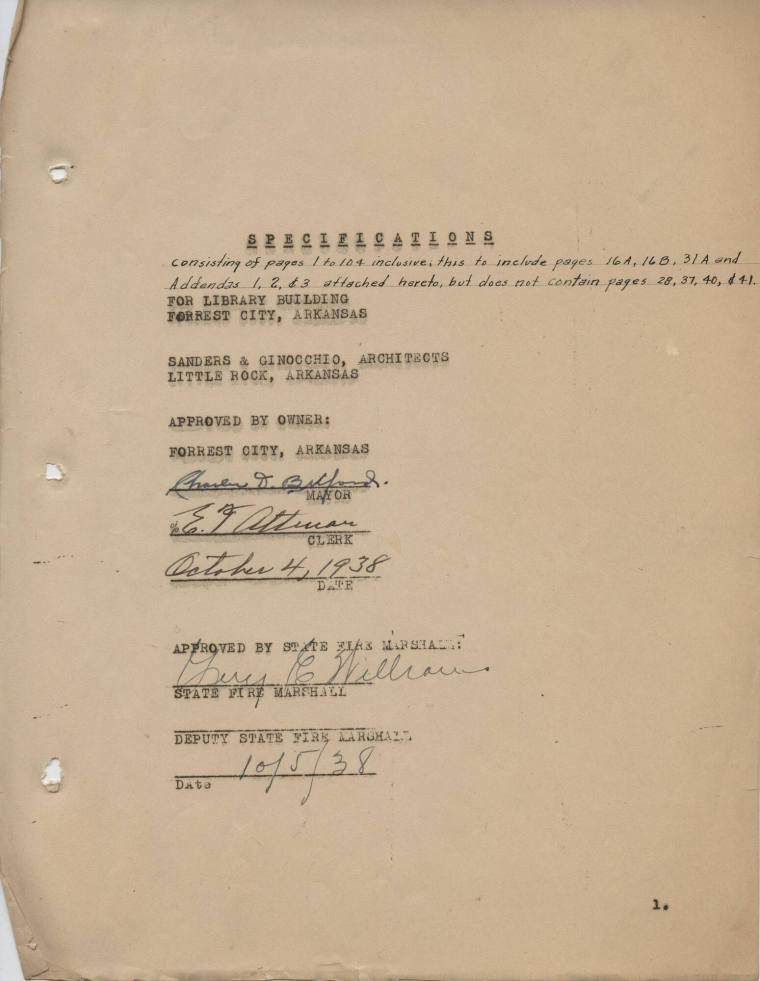 SPECIFICATIONS
consisting of pages 1 to 104 inclusive, this to include pages 16A, 16B, 31A and
Addendas 1, 2, & 3 attached hereto, but does not contain pages 28, 37, 40, & 41.
FOR LIBRARY BUILDING
FORREST CITY, ARKANSAS
SANDERS & GINOCCHIO, ARCHITECTS
LITTLE ROCK, ARKANSAS
APPROVED BY OWNER:
FORREST CITY, ARKANSAS
D.
MAYOR
E. F.
CLERK
October 4, 1938
DATE
APPROVED BY STATE FIRE MARSHALL:
Williams
STATE FIRE MARSHALL
DEPUTY STATE FIRE MARSHALL
10/5/38
Date
1.